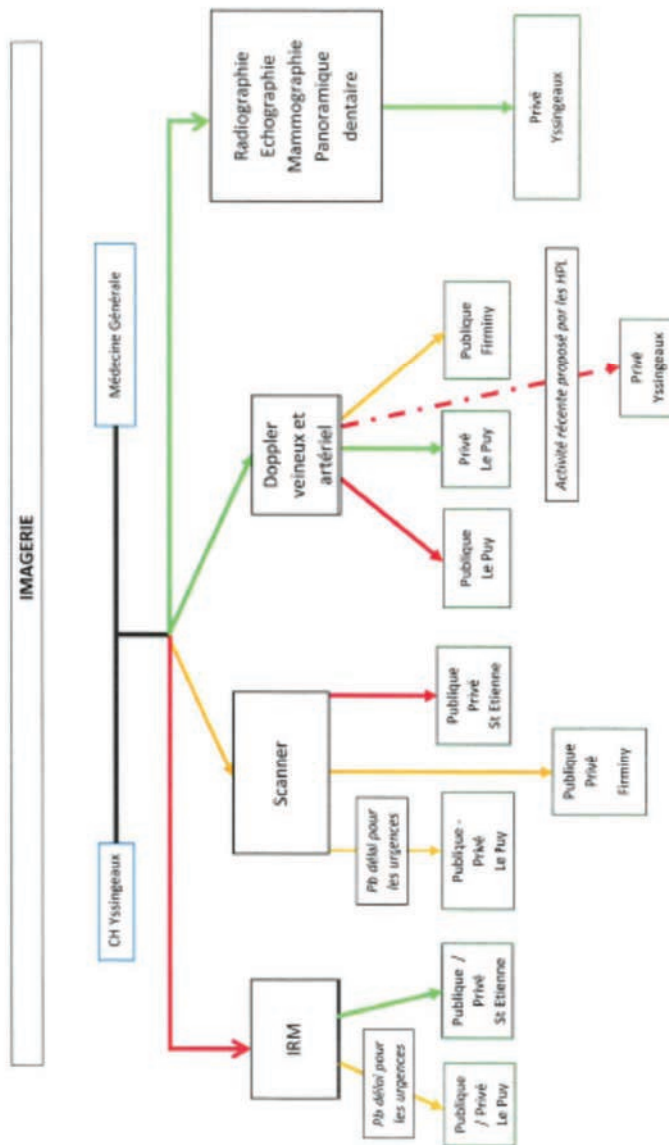 IMAGERIE
CH Yssingeaux
Médecine Générale
IRM
Scanner
Doppler
veineux et
artériel
Radiographie
Echographie
Mammographie
Panoramique
dentaire
Pb délai pour
les urgences
Publique
/ Privé
Le Puy
Publique /
Privé
St Etienne
Pb délai pour
les urgences
Publique -
Privé
Le Puy
Publique
Privé
Firminy
Publique
Privé
St Etienne
Publique
Le Puy
Privé
Le Puy
Publique
Firminy
Activité récente proposé par les HPL
Privé
Yssingeaux
Privé
Yssingeaux